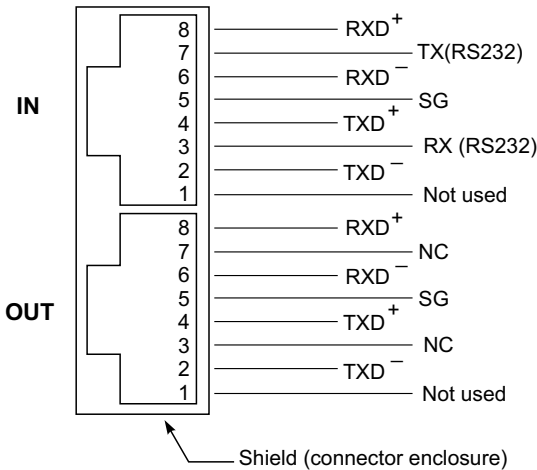 IN
8 RXD+
7 TX(RS232)
6 RXD−
5 SG
4 TXD+
3 RX (RS232)
2 TXD−
1 Not used
OUT
8 RXD+
7 NC
6 RXD−
5 SG
4 TXD+
3 NC
2 TXD−
1 Not used
Shield (connector enclosure)